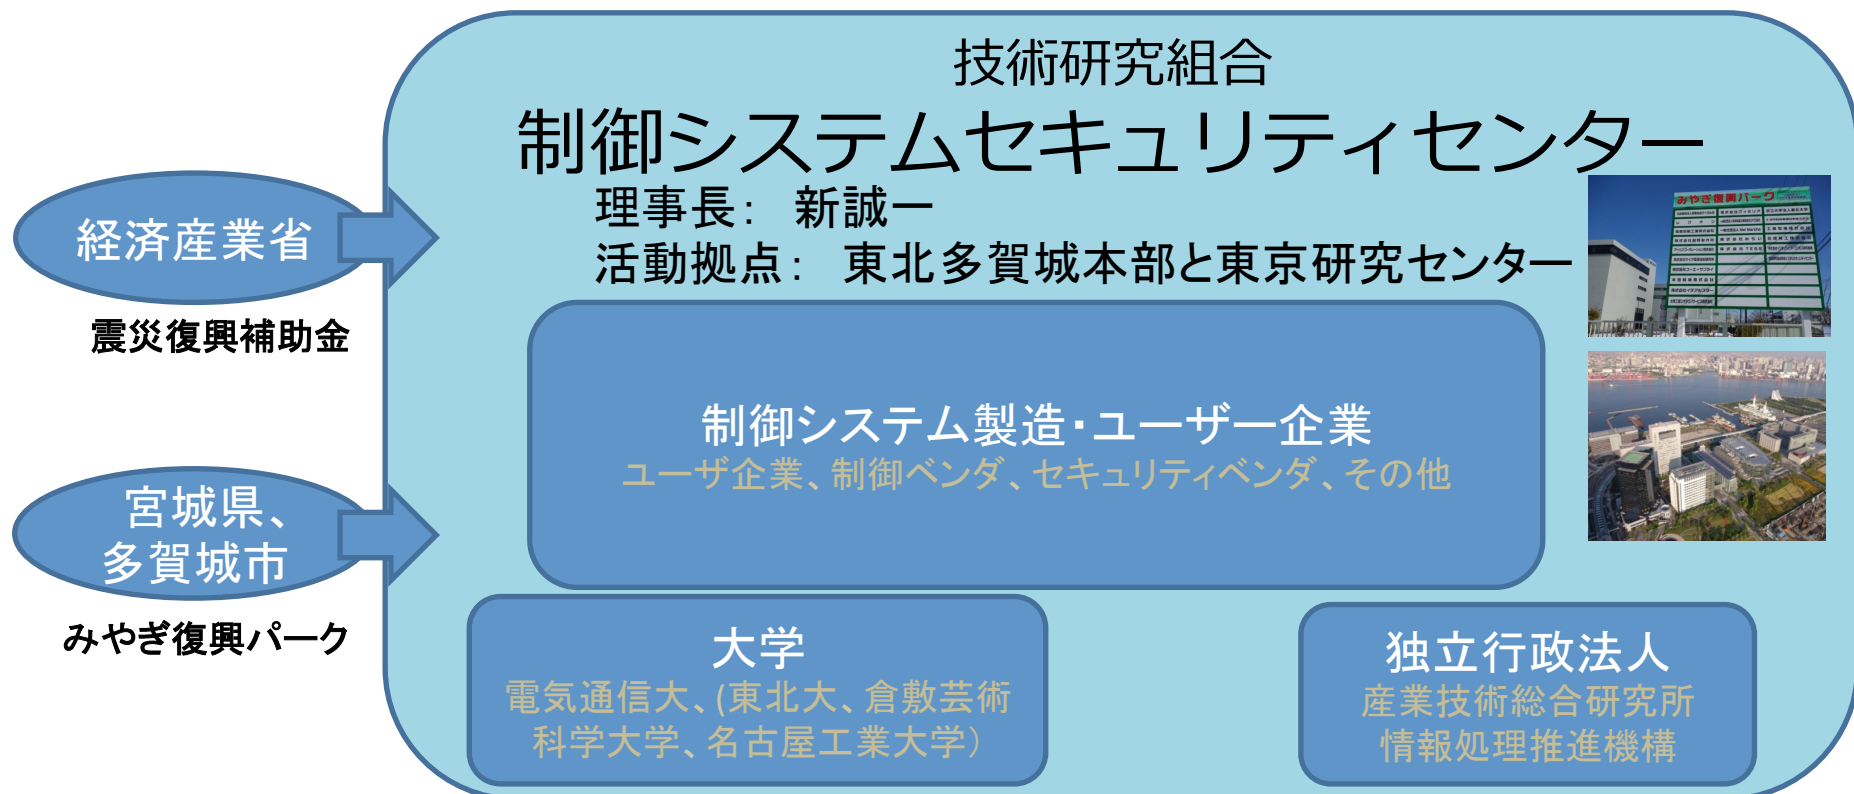 技術研究組合
制御システムセキュリティセンター
理事長： 新誠一
活動拠点： 東北多賀城本部と東京研究センター
経済産業省
震災復興補助金
宮城県、
多賀城市
みやぎ復興パーク
みやぎ復興パーク
制御システム製造・ユーザー企業
ユーザ企業、制御ベンダ、セキュリティベンダ、その他
大学
電気通信大、(東北大、倉敷芸術
科学大学、名古屋工業大学）
独立行政法人
産業技術総合研究所
情報処理推進機構